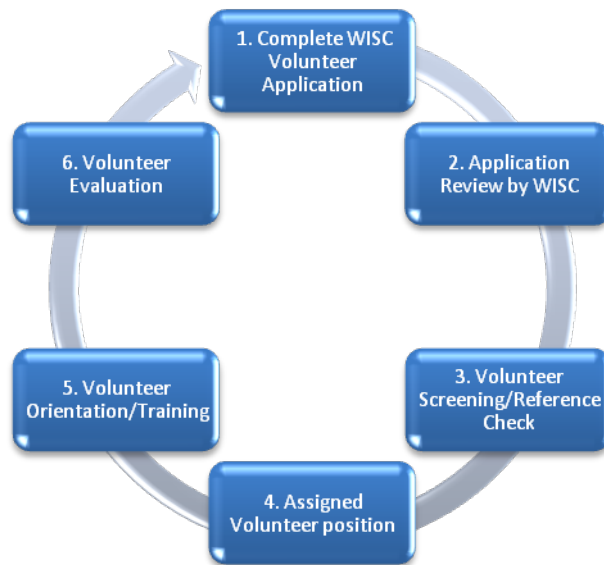 1. Complete WISC
Volunteer
Application
2. Application
Review by WISC
3. Volunteer
Screening/Reference
Check
4. Assigned
Volunteer position
5. Volunteer
Orientation/Training
6. Volunteer
Evaluation